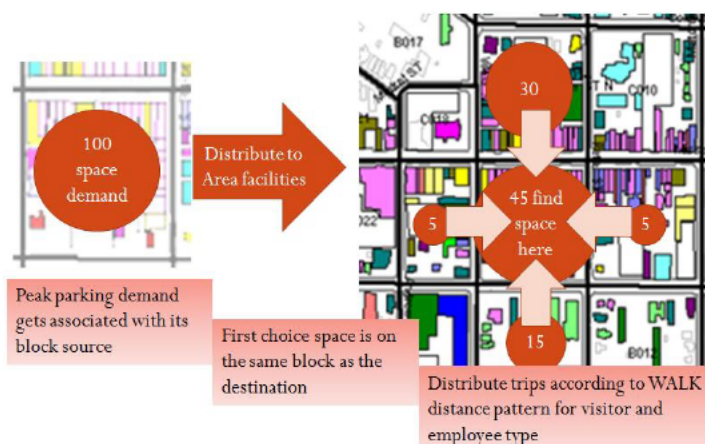 100
space
demand
Peak parking demand
gets associated with its
block source
Distribute to
Area facilities
First choice space is on
the same block as the
destination
B017
30
C010
5
45 find
space
here
5
15
B012
Distribute trips according to WALK
distance pattern for visitor and
employee type